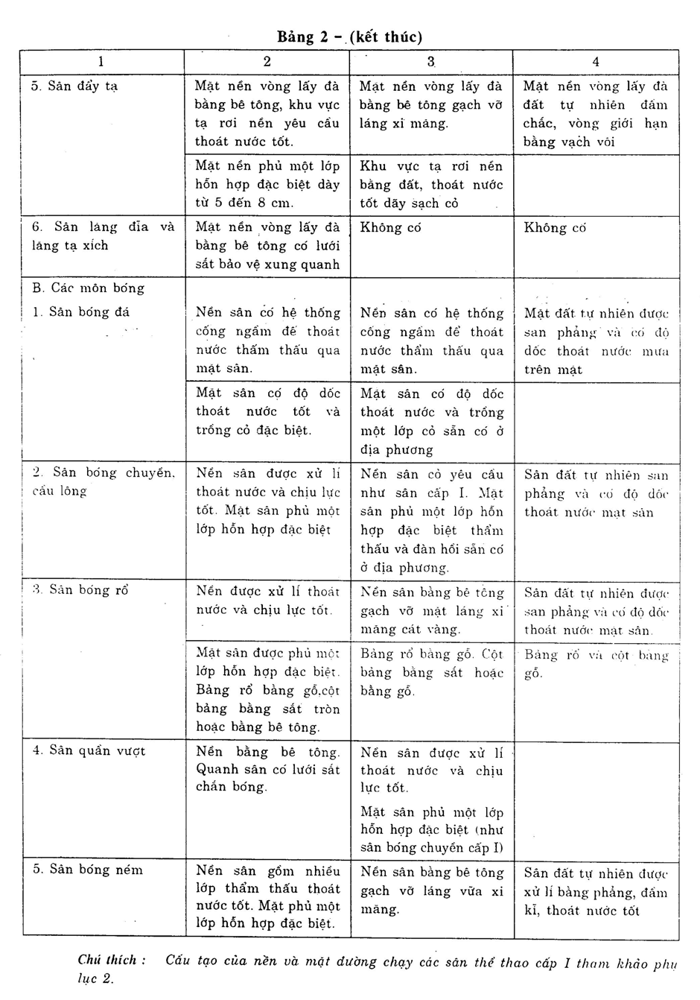 Bảng 2 - (kết thúc)
1
2
3
4
5. Sân đẩy tạ
Mặt nền vòng lấy đà
bằng bê tông, khu vực
tạ rơi nền yêu cầu
thoát nước tốt.
Mặt nền vòng lấy đà
bằng bê tông gạch vỡ
láng xi măng.
Mặt nền vòng lấy đà
đất tự nhiên đầm
chắc, vòng giới hạn
bằng vạch vôi
Mặt nền phủ một lớp
hỗn hợp đặc biệt dày
từ 5 đến 8 cm.
Khu vực tạ rơi nền
bằng đất, thoát nước
tốt dãy sạch cỏ
6. Sân lăng đĩa và
lăng tạ xích
Mặt nền vòng lấy đà
bằng bê tông có lưới
sắt bảo vệ xung quanh
Không có
Không có
B. Các môn bóng
1. Sân bóng đá
Nền sân có hệ thống
cống ngầm để thoát
nước thẩm thấu qua
mặt sân.
Nền sân có hệ thống
cống ngầm để thoát
nước thẩm thấu qua
mặt sân.
Mặt đất tự nhiên được
san phẳng và có độ
dốc thoát nước mưa
trên mặt
Mặt sân có độ dốc
thoát nước tốt và
trồng cỏ đặc biệt.
Mặt sân có độ dốc
thoát nước và trồng
một lớp cỏ sẵn có ở
địa phương
2. Sân bóng chuyền,
cầu lông
Nền sân được xử lí
thoát nước và chịu lực
tốt. Mặt sân phủ một
lớp hỗn hợp đặc biệt
Nền sân có yêu cầu
như sân cấp I. Mặt
sân phủ một lớp hỗn
hợp đặc biệt thẩm
thấu và đàn hồi sẵn có
ở địa phương.
Sân đất tự nhiên san
phẳng và có độ dốc
thoát nước mặt sân
3. Sân bóng rổ
Nền được xử lí thoát
nước và chịu lực tốt.
Nền sân bằng bê tông
gạch vỡ mặt láng xi
măng cát vàng.
Sân đất tự nhiên được
san phẳng và có độ dốc
thoát nước mặt sân.
Mặt sân được phủ một
lớp hỗn hợp đặc biệt.
Bảng rổ bằng gỗ,cột
bảng bằng sắt tròn
hoặc bằng bê tông.
Bảng rổ bằng gỗ. Cột
bảng bằng sắt hoặc
bằng gỗ.
Bảng rổ và cột bằng
gỗ.
4. Sân quần vượt
Nền bằng bê tông.
Quanh sân có lưới sắt
chắn bóng.
Nền sân được xử lí
thoát nước và chịu
lực tốt.
Mặt sân phủ một lớp
hỗn hợp đặc biệt (như
sân bóng chuyền cấp I)
5. Sân bóng ném
Nền sân gồm nhiều
lớp thẩm thấu thoát
nước tốt. Mặt phủ một
lớp hỗn hợp đặc biệt.
Nền sân bằng bê tông
gạch vỡ láng vữa xi
măng.
Sân đất tự nhiên được
xử lí bằng phẳng, đầm
kĩ, thoát nước tốt
Chú thích : Cấu tạo của nền và mặt đường chạy các sân thể thao cấp I tham khảo phụ
lục 2.